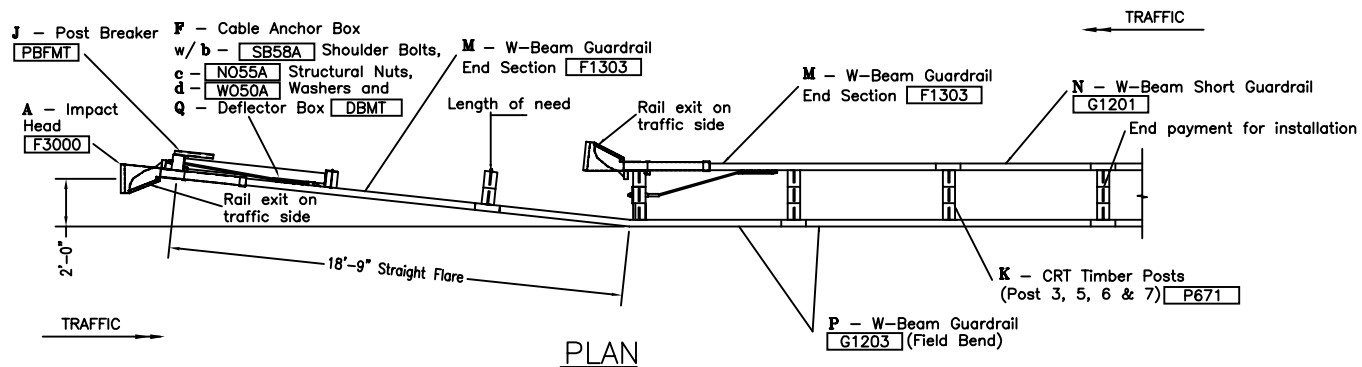 J - Post Breaker
PBFMT
F - Cable Anchor Box
w/b - SB58A Shoulder Bolts,
c - N055A Structural Nuts,
d - W050A Washers and
Q - Deflector Box DBMT
A - Impact
Head
F3000
M - W-Beam Guardrail
End Section F1303
Length of need
Rail exit on
traffic side
M - W-Beam Guardrail
End Section F1303
TRAFFIC
N - W-Beam Short Guardrail
G1201
End payment for installation
Rail exit on
traffic side
2'-0"
18'-9" Straight Flare
K - CRT Timber Posts
(Post 3, 5, 6 & 7) P671
P - W-Beam Guardrail
G1203 (Field Bend)
TRAFFIC
PLAN